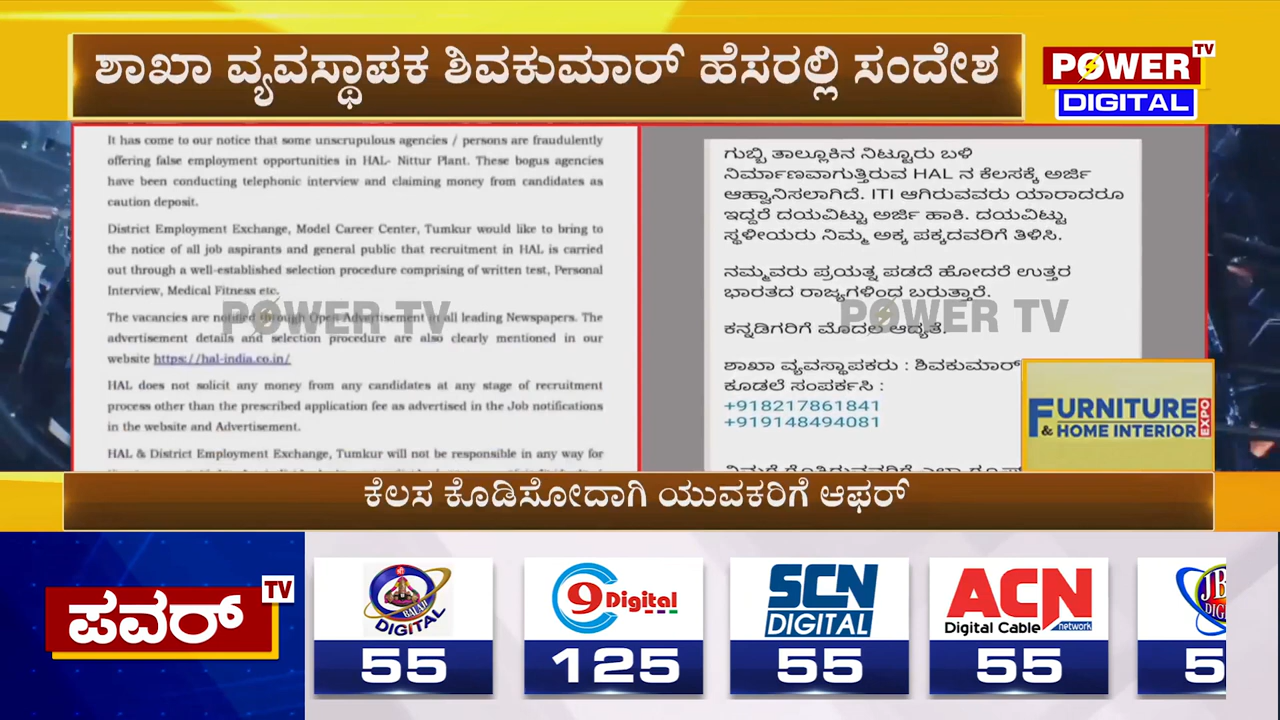 ಶಾಖಾ ವ್ಯವಸ್ಥಾಪಕ ಶಿವಕುಮಾರ್ ಹೆಸರಲ್ಲಿ ಸಂದೇಶ
POWER TV
DIGITAL
It has come to our notice that some unscrupulous agencies / persons are fraudulently
offering false employment opportunities in HAL- Nittur Plant. These bogus agencies
have been conducting telephonic interview and claiming money from candidates as
caution deposit.
District Employment Exchange, Model Career Center, Tumkur would like to bring to
the notice of all job aspirants and general public that recruitment in HAL is carried
out through a well-established selection procedure comprising of written test, Personal
Interview, Medical Fitness etc.
The vacancies are notified through Open Advertisement in all leading Newspapers. The
advertisement details and selection procedure are also clearly mentioned in our
website https://hal-india.co.in/
HAL does not solicit any money from any candidates at any stage of recruitment
process other than the prescribed application fee as advertised in the Job notifications
in the website and Advertisement.
HAL & District Employment Exchange, Tumkur will not be responsible in any way for
POWER TV
ಗುಬ್ಬಿ ತಾಲ್ಲೂಕಿನ ನಿಟ್ಟೂರು ಬಳಿ
ನಿರ್ಮಾಣವಾಗುತ್ತಿರುವ HAL ನ ಕೆಲಸಕ್ಕೆ ಅರ್ಜಿ
ಆಹ್ವಾನಿಸಲಾಗಿದೆ. ITI ಆಗಿರುವವರು ಯಾರಾದರೂ
ಇದ್ದರೆ ದಯವಿಟ್ಟು ಅರ್ಜಿ ಹಾಕಿ. ದಯವಿಟ್ಟು
ಸ್ಥಳೀಯರು ನಿಮ್ಮ ಅಕ್ಕ ಪಕ್ಕದವರಿಗೆ ತಿಳಿಸಿ.
ನಮ್ಮವರು ಪ್ರಯತ್ನ ಪಡದೆ ಹೋದರೆ ಉತ್ತರ
ಭಾರತದ ರಾಜ್ಯಗಳಿಂದ ಬರುತ್ತಾರೆ.
POWER TV
ಕನ್ನಡಿಗರಿಗೆ ಮೊದಲ ಆದ್ಯತೆ.
ಶಾಖಾ ವ್ಯವಸ್ಥಾಪಕರು : ಶಿವಕುಮಾರ್
ಕೂಡಲೆ ಸಂಪರ್ಕಸಿ :
+918217861841
+919148494081
FURNITURE
& HOME INTERIOR EXPO
ಕೆಲಸ ಕೊಡಿಸೋದಾಗಿ ಯುವಕರಿಗೆ ಆಫರ್
ಪವರ್ TV
BALAJI DIGITAL
9 Digital
SCN DIGITAL
ACN Digital Cable network
55
125
55
55